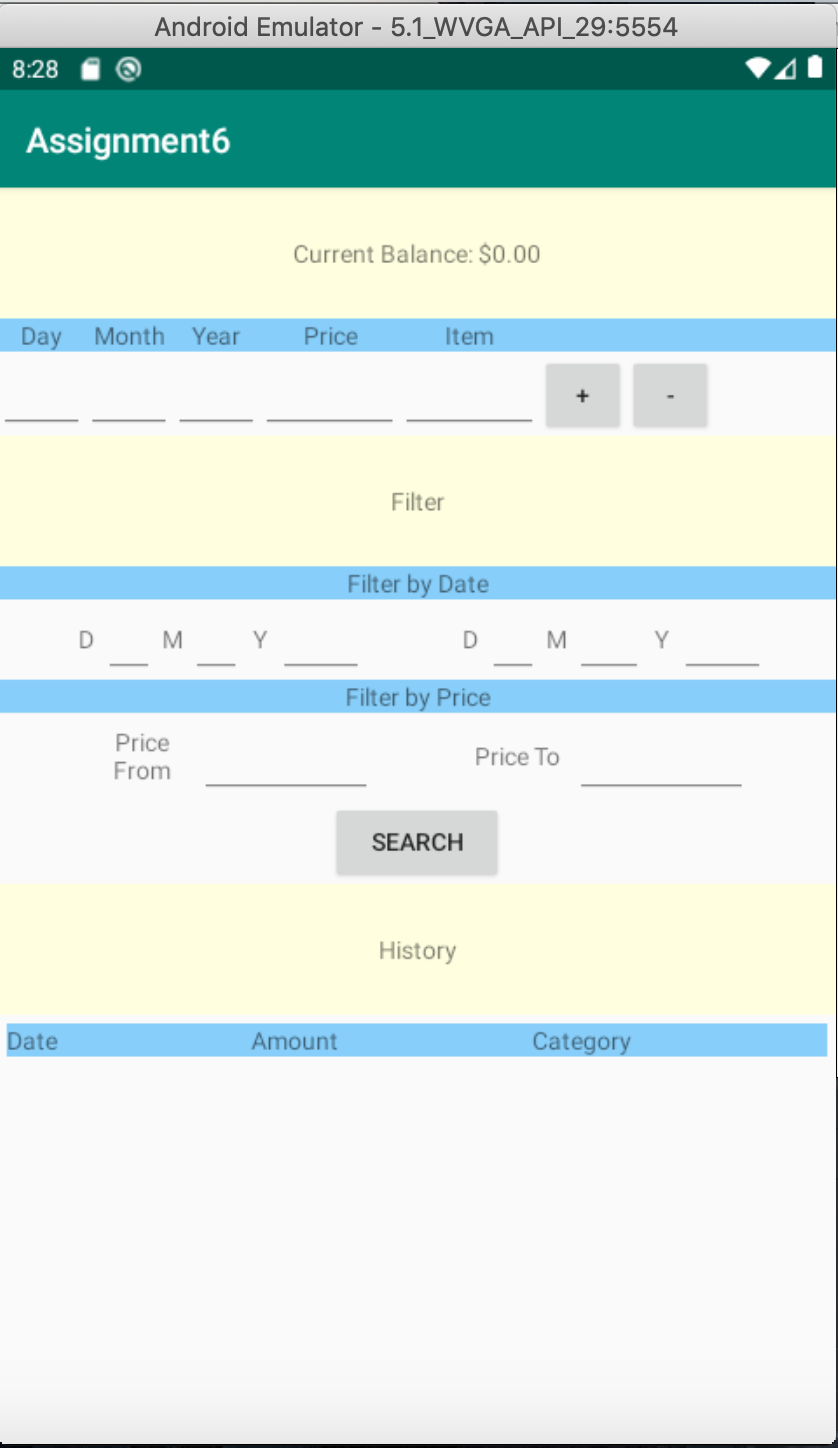 Android Emulator - 5.1_WVGA_API_29:5554
8:28
Assignment6
Current Balance: $0.00
Day Month Year Price Item
+ -
Filter
Filter by Date
D M Y D M Y
Filter by Price
Price From Price To
SEARCH
History
Date Amount Category